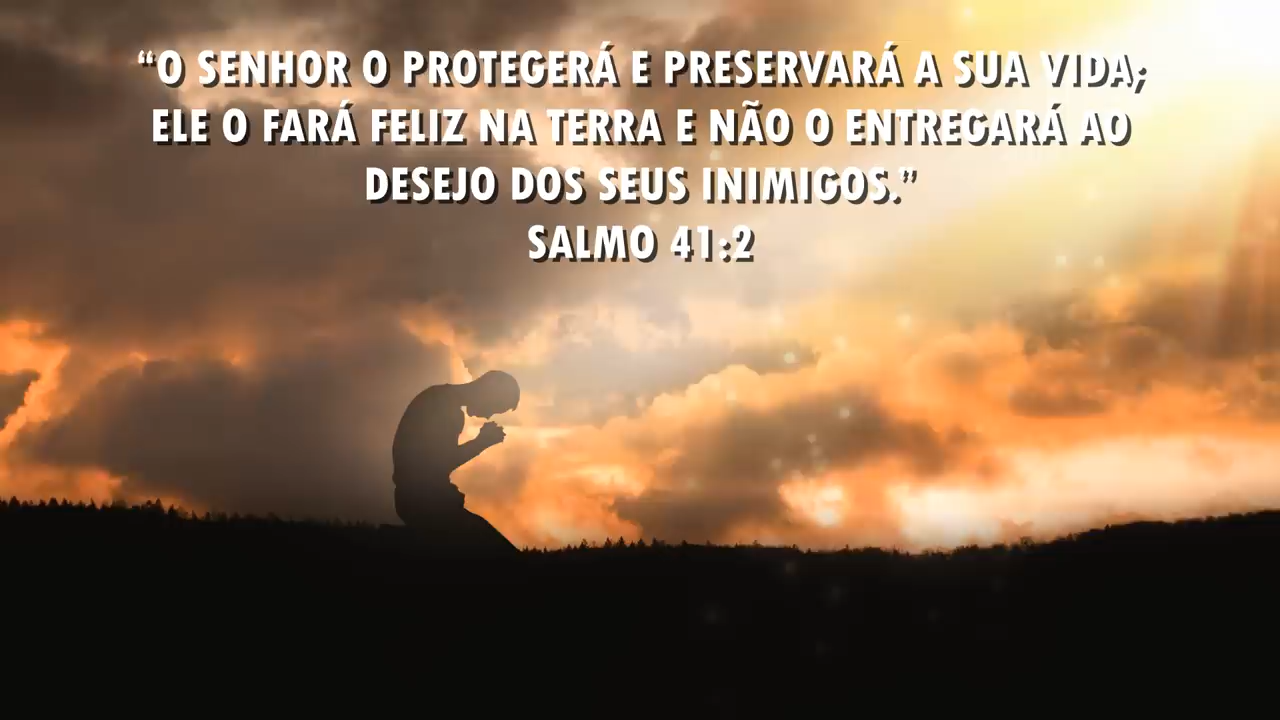 “O SENHOR O PROTEGERÁ E PRESERVARÁ A SUA VIDA;
ELE O FARÁ FELIZ NA TERRA E NÃO O ENTREGARÁ AO
DESEJO DOS SEUS INIMIGOS.”
SALMO 41:2